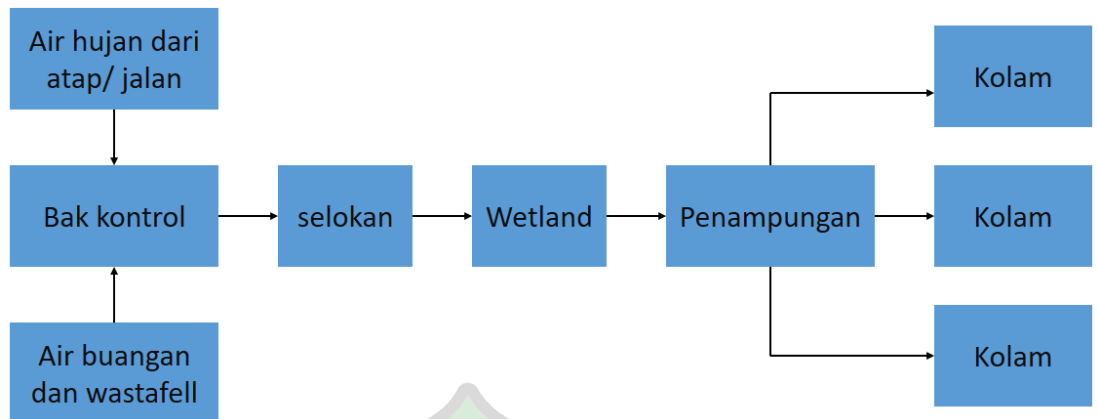 Air hujan dari
atap/ jalan
Kolam
Bak kontrol
selokan
Wetland
Penampungan
Kolam
Air buangan
dan wastafell
Kolam